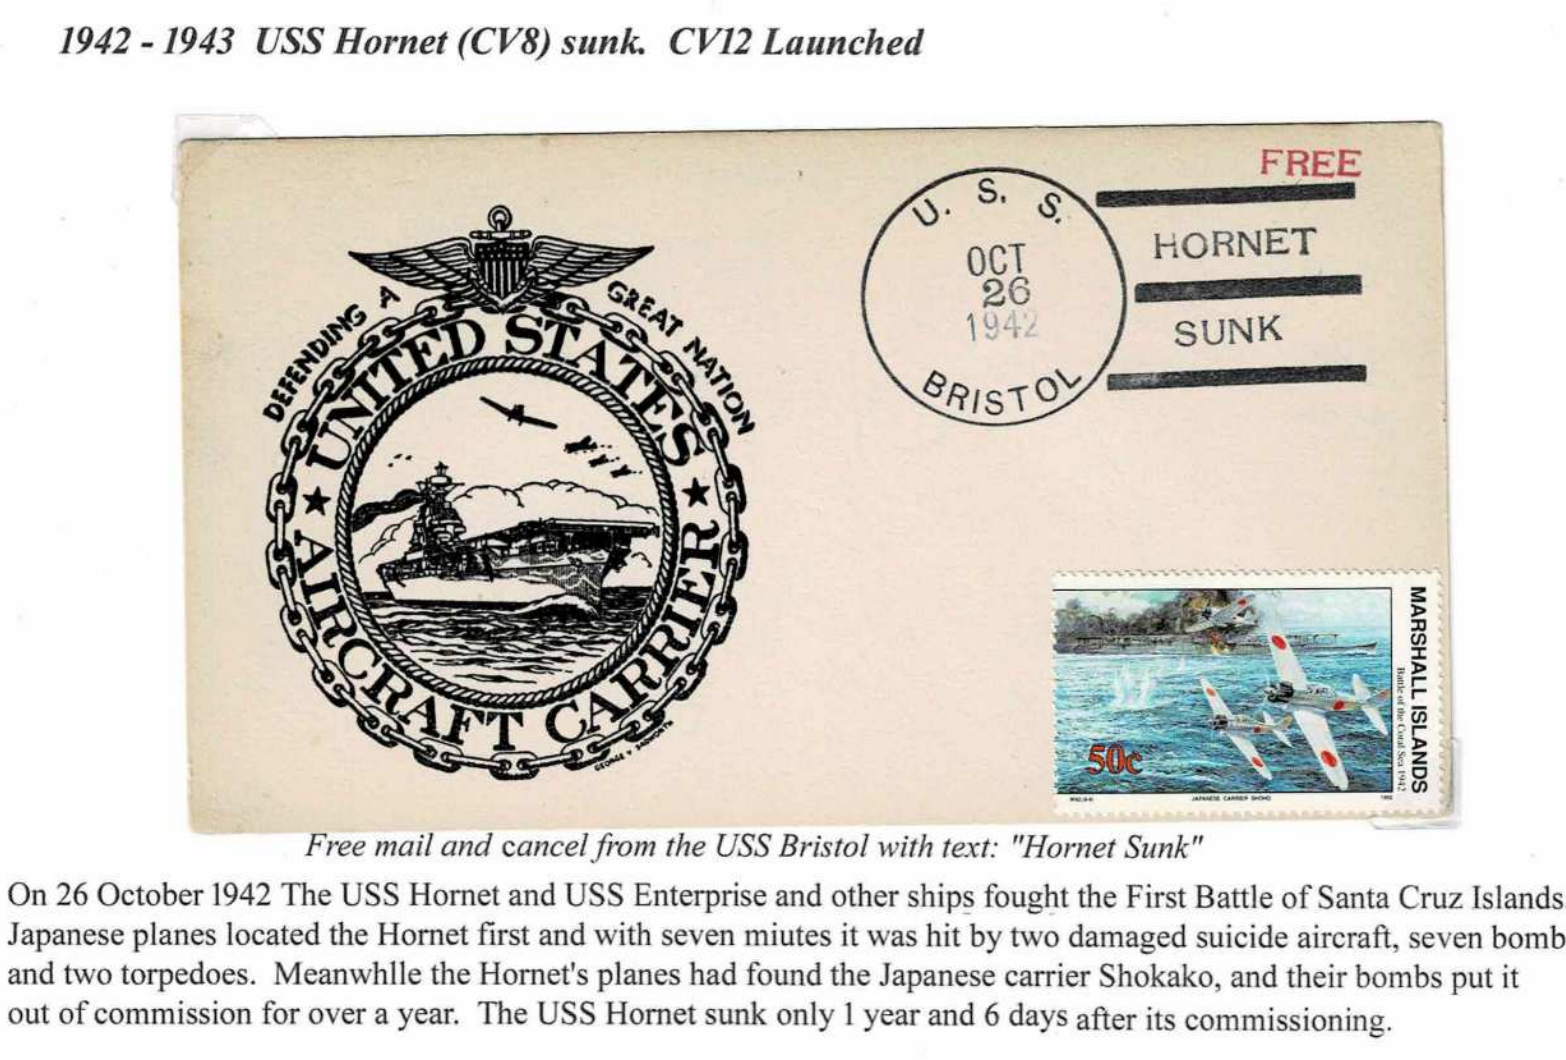 1942 - 1943 USS Hornet (CV8) sunk. CV12 Launched
FREE
U. S. S.
OCT
26
1942
BRISTOL
HORNET
SUNK
DEFENDING A GREAT NATION
UNITED STATES
★ AIRCRAFT CARRIER ★
GEORGE V. SADWORTH
MARSHALL ISLANDS
Battle of the Coral Sea 1942
50c
JAPANESE CARRIER SHOHO
1992
Free mail and cancel from the USS Bristol with text: "Hornet Sunk"
On 26 October 1942 The USS Hornet and USS Enterprise and other ships fought the First Battle of Santa Cruz Islands
Japanese planes located the Hornet first and with seven miutes it was hit by two damaged suicide aircraft, seven bomb
and two torpedoes. Meanwhlle the Hornet's planes had found the Japanese carrier Shokako, and their bombs put it
out of commission for over a year. The USS Hornet sunk only 1 year and 6 days after its commissioning.